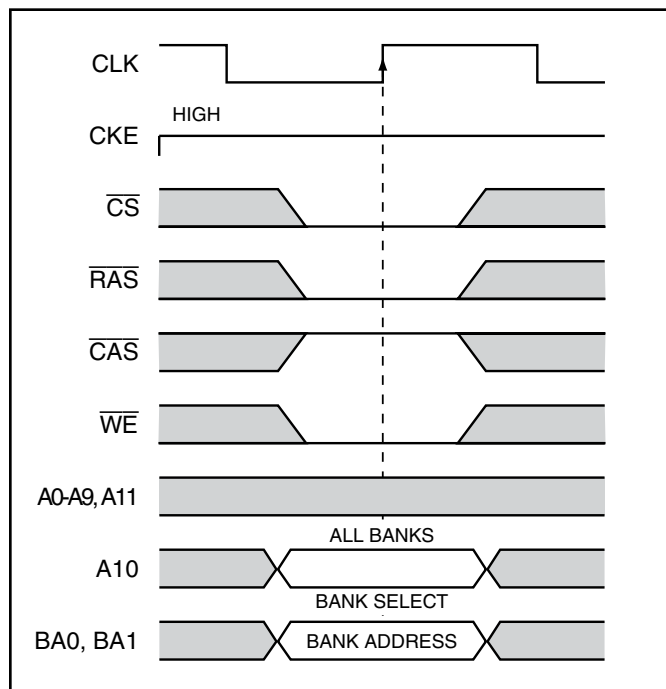 CLK
HIGH
CKE
CS
RAS
CAS
WE
A0-A9, A11
ALL BANKS
A10
BANK SELECT
BA0, BA1
BANK ADDRESS